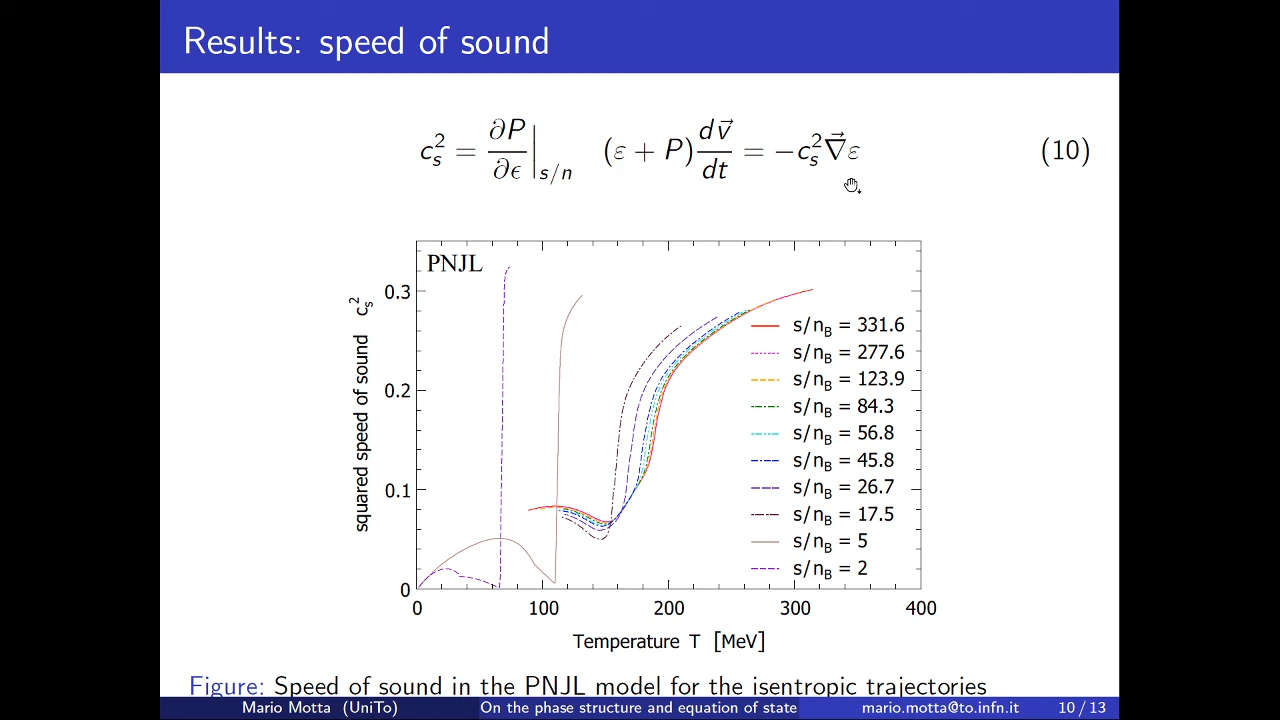 Results: speed of sound
c_s^2 = ∂P/∂ϵ|_{s/n} (ε + P) d\vec{v}/dt = −c_s^2 \vec{∇}ε (10)
PNJL
squared speed of sound c_s^2
0.3
0.2
0.1
0
0 100 200 300 400
Temperature T [MeV]
s/n_B = 331.6
s/n_B = 277.6
s/n_B = 123.9
s/n_B = 84.3
s/n_B = 56.8
s/n_B = 45.8
s/n_B = 26.7
s/n_B = 17.5
s/n_B = 5
s/n_B = 2
Figure: Speed of sound in the PNJL model for the isentropic trajectories
Mario Motta (UniTo) On the phase structure and equation of state mario.motta@to.infn.it 10 / 13